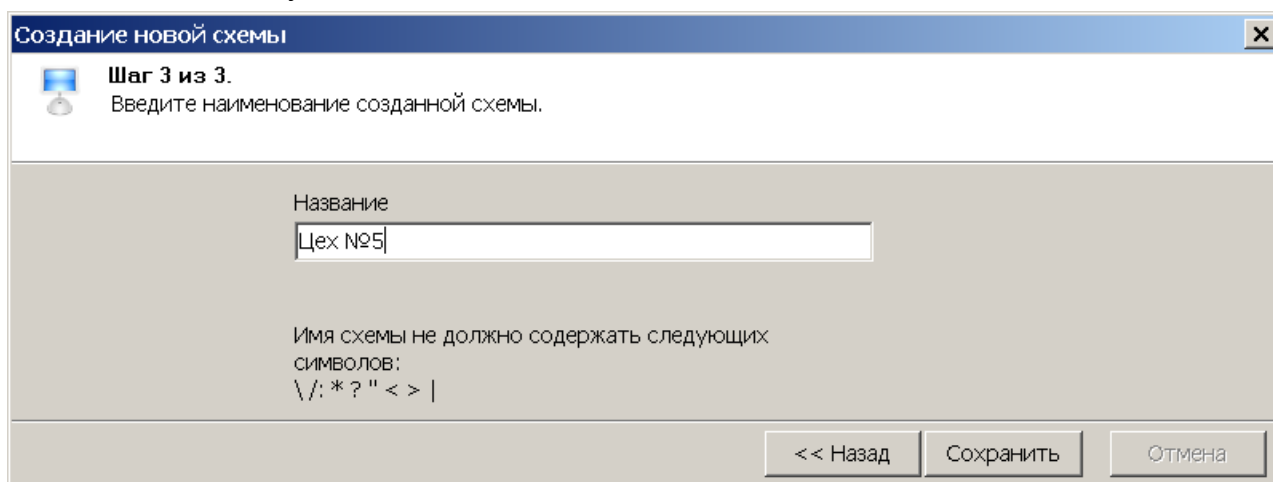 Создание новой схемы
Шаг 3 из 3.
Введите наименование созданной схемы.
Название
Цех №5
Имя схемы не должно содержать следующих
символов:
\ /: * ? " < > |
<< Назад Сохранить Отмена